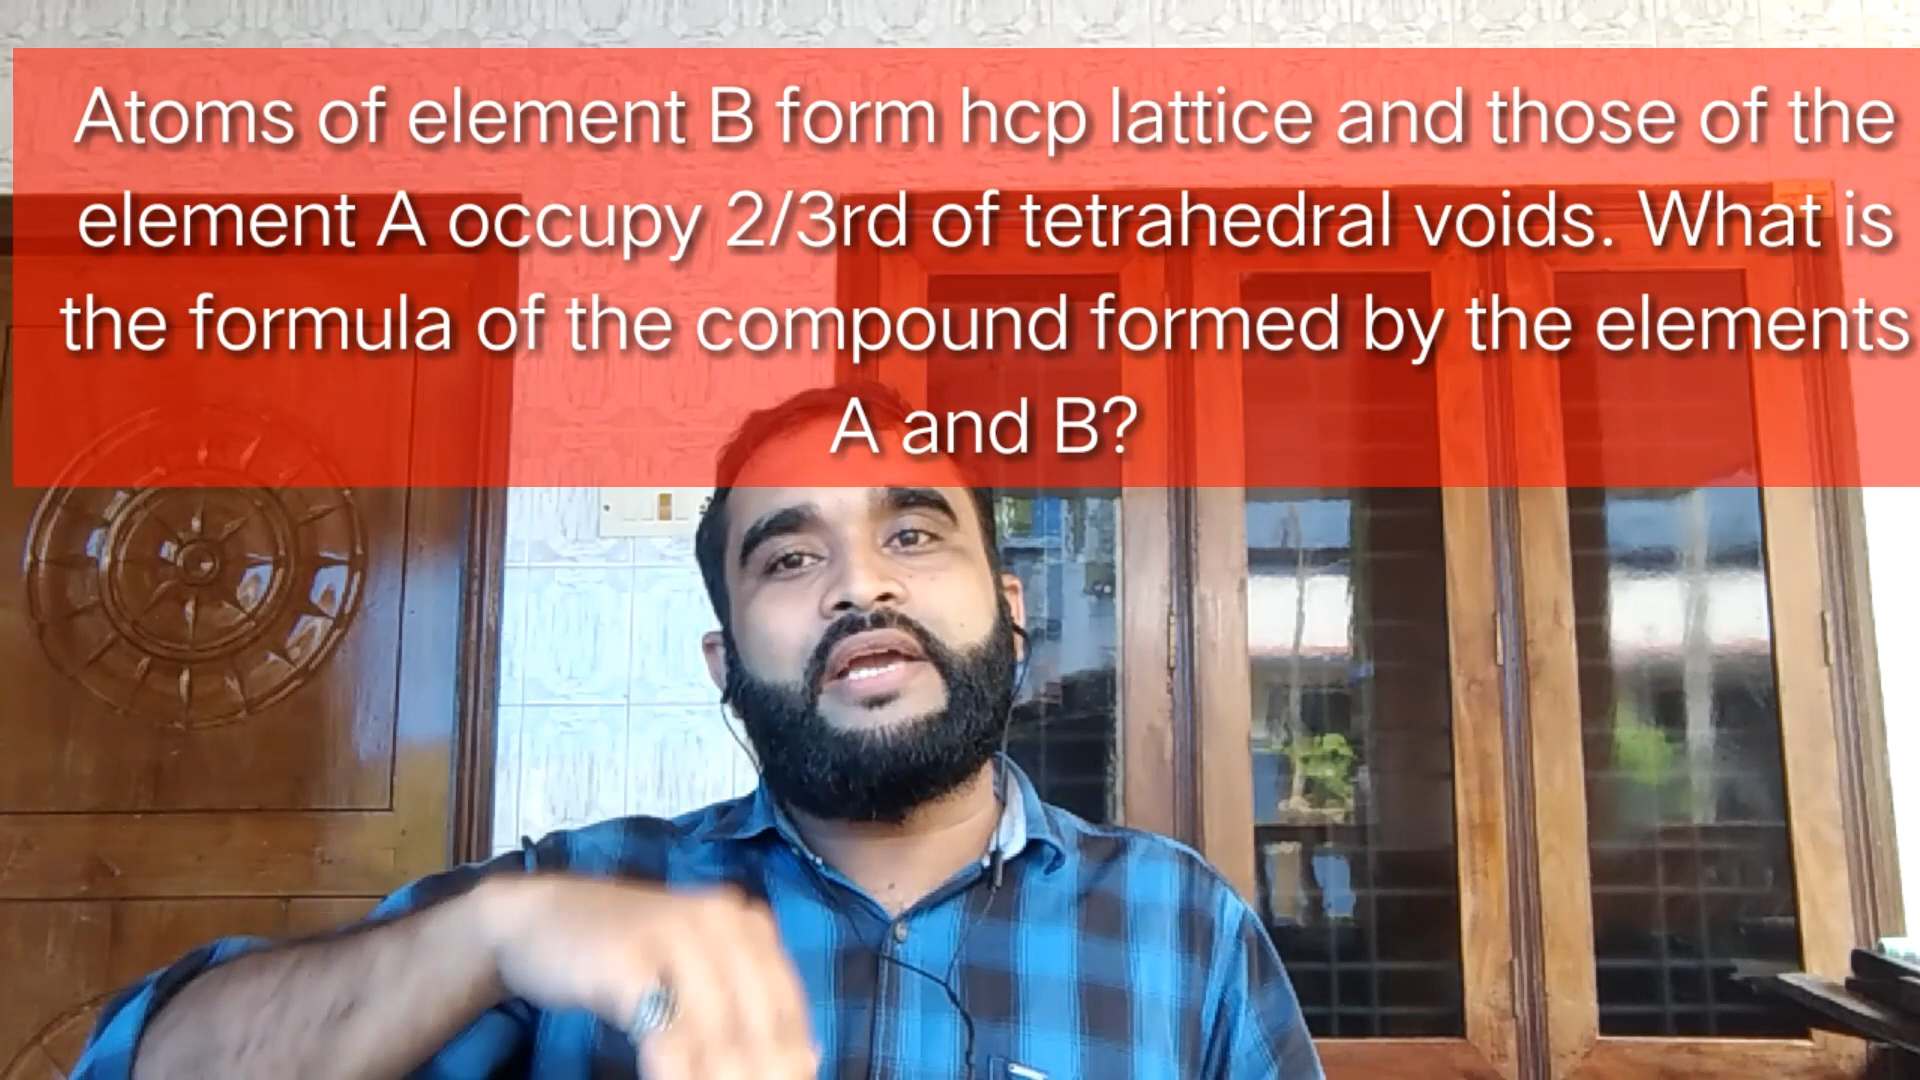 Atoms of element B form hcp lattice and those of the
element A occupy 2/3rd of tetrahedral voids. What is
the formula of the compound formed by the elements
A and B?